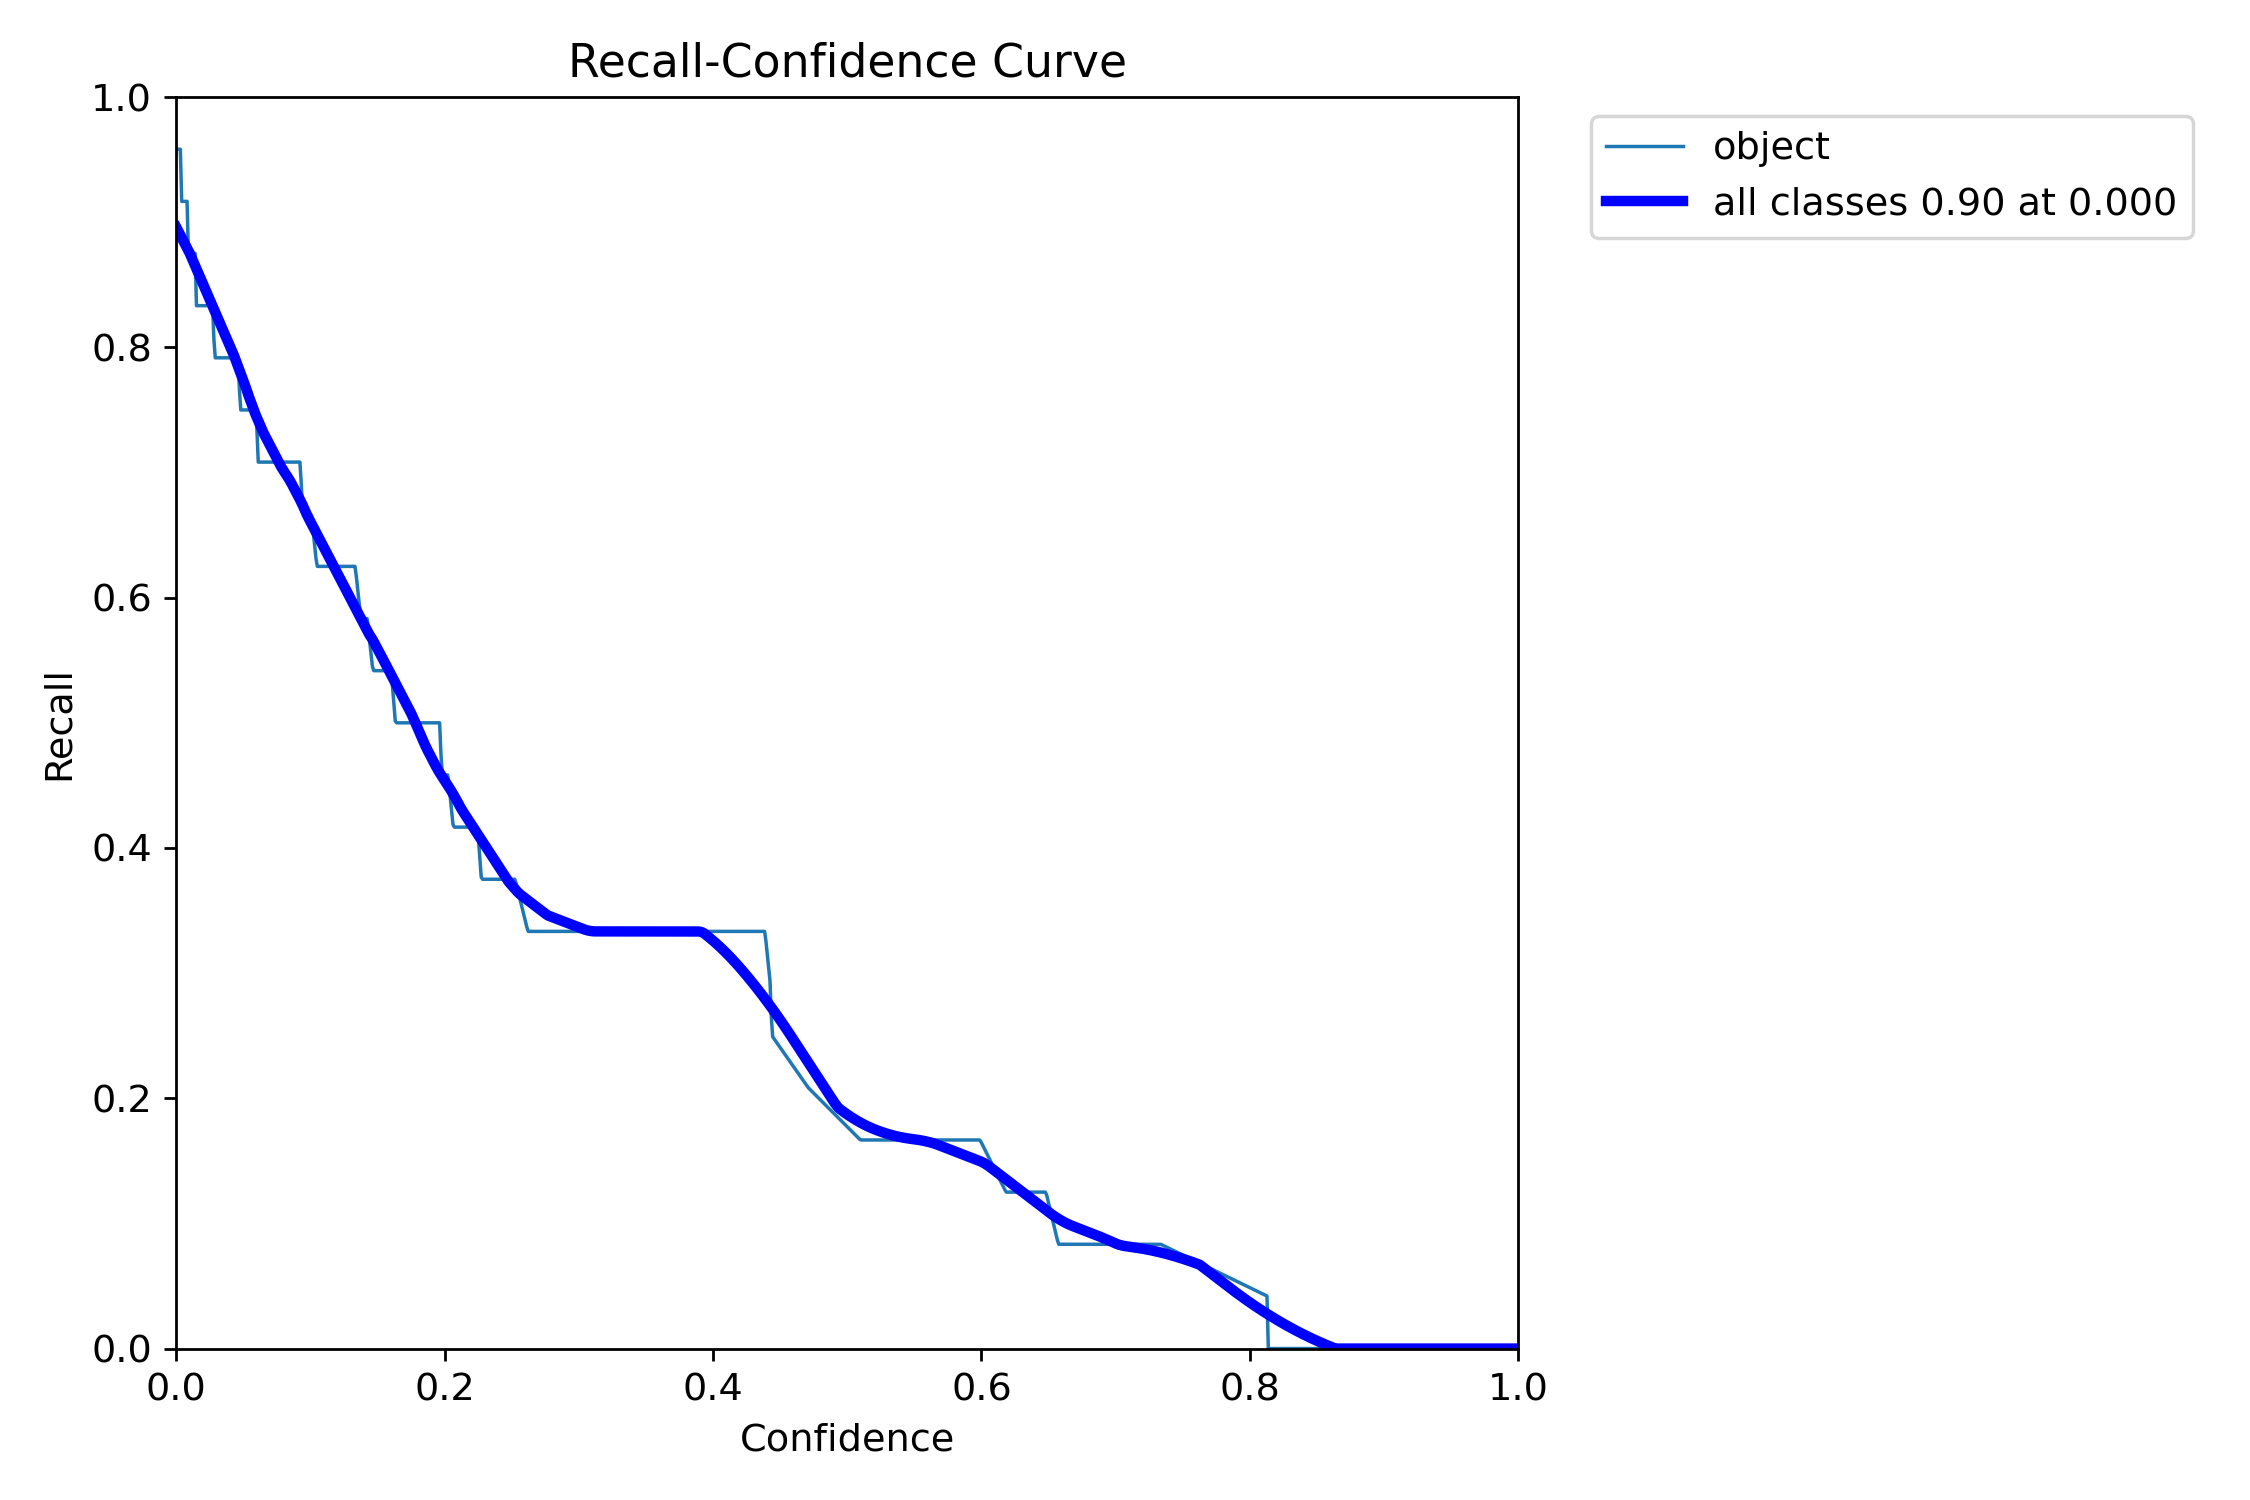 Recall-Confidence Curve
1.0
0.8
0.6
0.4
0.2
0.0
Recall
0.0 0.2 0.4 0.6 0.8 1.0
Confidence
object
all classes 0.90 at 0.000